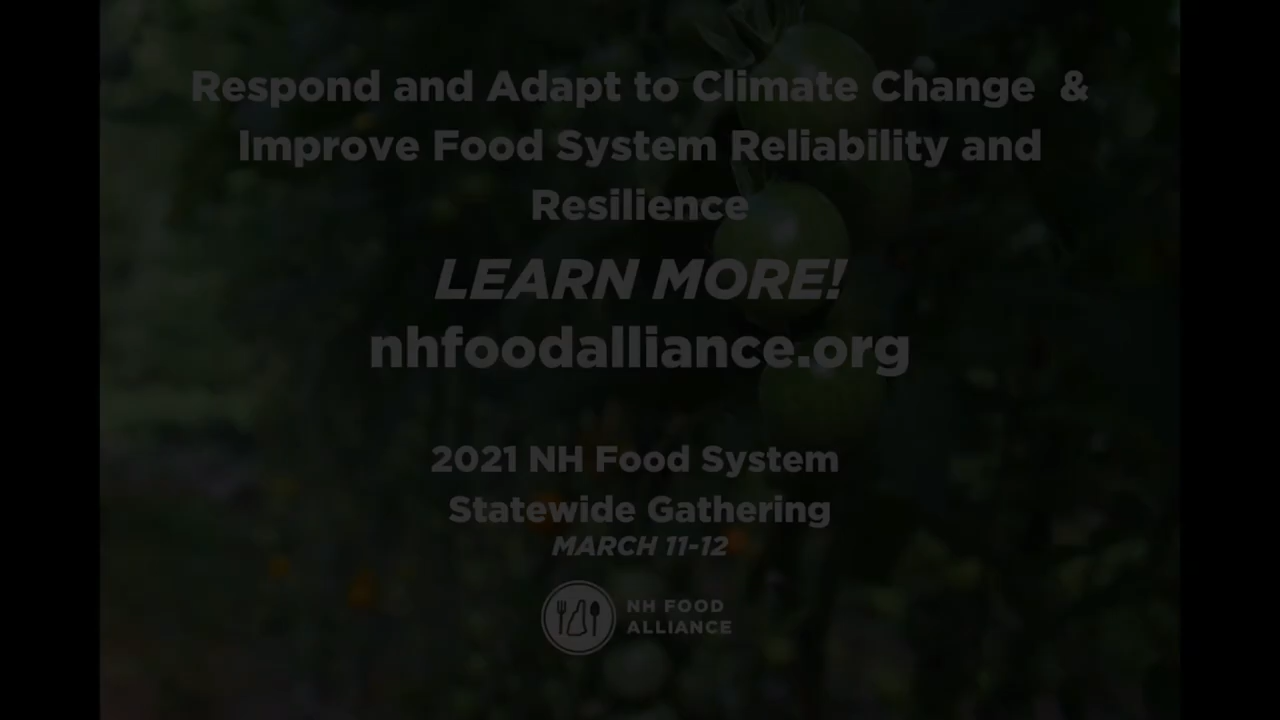 Respond and Adapt to Climate Change &
Improve Food System Reliability and
Resilience
LEARN MORE!
nhfoodalliance.org
2021 NH Food System
Statewide Gathering
MARCH 11-12
NH FOOD
ALLIANCE